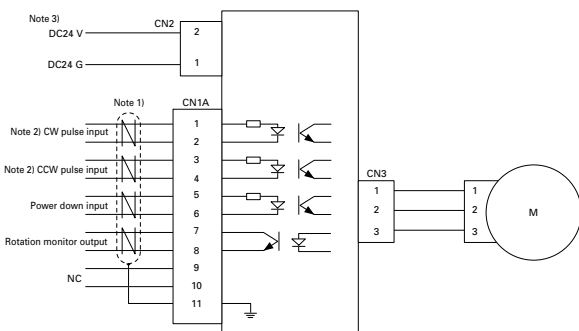 Note 3)
DC24 V
DC24 G
CN2
2
1
Note 1)
CN1A
Note 2) CW pulse input
1
2
Note 2) CCW pulse input
3
4
Power down input
5
6
Rotation monitor output
7
8
NC
9
10
11
CN3
1
2
3
1
2
3
M